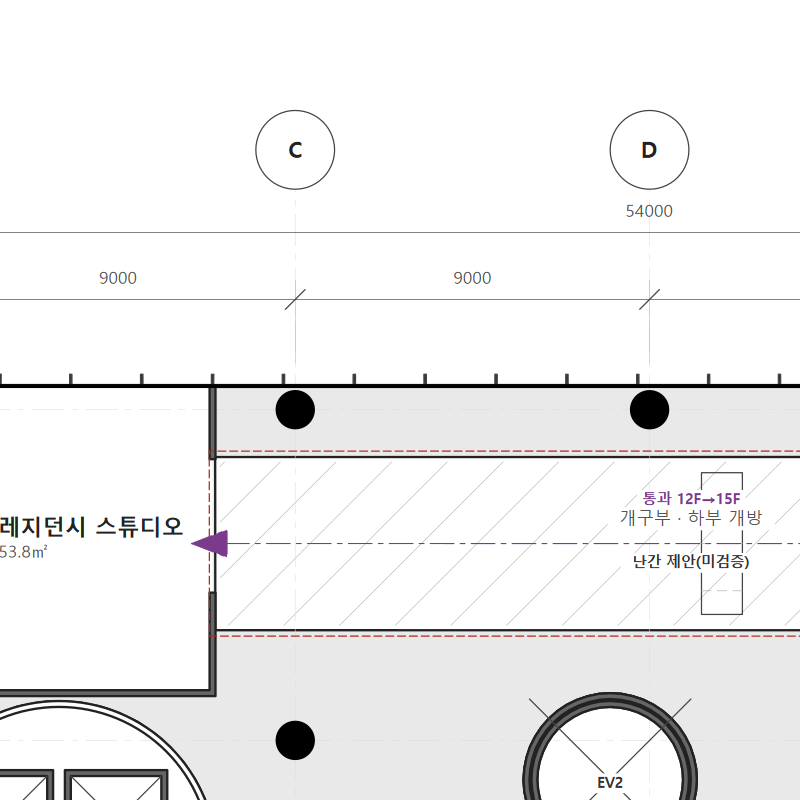 C
D
54000
9000
9000
통과 12F→15F
개구부 · 하부 개방
레지던시 스튜디오
53.8㎡
난간 제안(미검증)
EV2